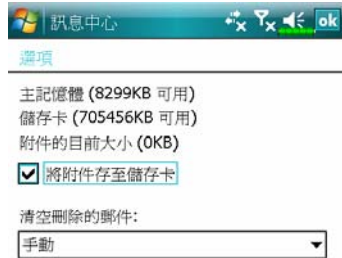 訊息中心
ok
選項
主記憶體 (8299KB 可用)
儲存卡 (705456KB 可用)
附件的目前大小 (0KB)
將附件存至儲存卡
清空刪除的郵件:
手動